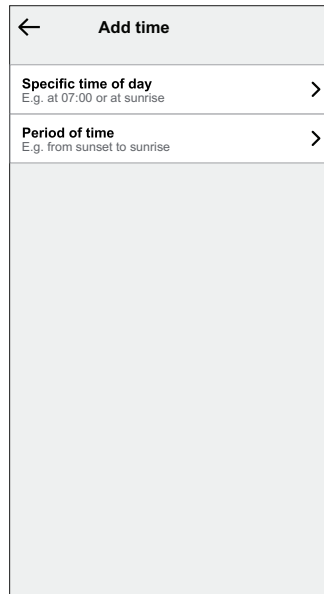 Add time
Specific time of day
E.g. at 07:00 or at sunrise
Period of time
E.g. from sunset to sunrise